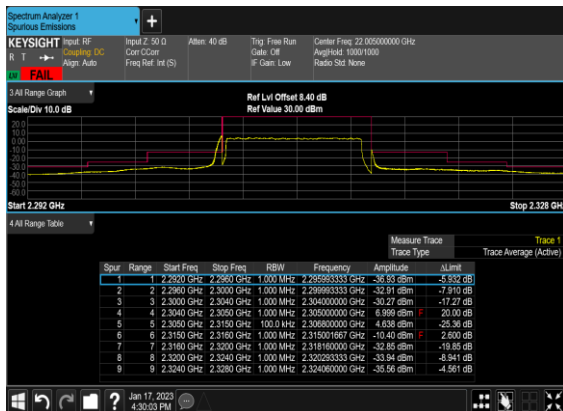 Spectrum Analyzer 1
Spurious Emissions
KEYSIGHT Input: RF Input Z: 50 Ω Atten: 40 dB Trig: Free Run Center Freq: 22.005000000 GHz
R T Coupling: DC Corr CCorr Gate: Off Avg|Hold: 1000/1000
Align: Auto Freq Ref: Int (S) IF Gain: Low Radio Std: None
FAIL
3 All Range Graph
Ref Lvl Offset 8.40 dB
Scale/Div 10.0 dB Ref Value 30.00 dBm
20.0
10.0
0.00
-10.0
-20.0
-30.0
-40.0
-50.0
-60.0
Start 2.292 GHz Stop 2.328 GHz
4 All Range Table
Measure Trace Trace 1
Trace Type Trace Average (Active)
Spur Range Start Freq Stop Freq RBW Frequency Amplitude ΔLimit
1 1 2.2920 GHz 2.2960 GHz 1.000 MHz 2.295993333 GHz -36.93 dBm -5.932 dB
2 2 2.2960 GHz 2.3000 GHz 1.000 MHz 2.299993333 GHz -32.91 dBm -7.910 dB
3 3 2.3000 GHz 2.3040 GHz 1.000 MHz 2.304000000 GHz -30.27 dBm -17.27 dB
4 4 2.3040 GHz 2.3050 GHz 1.000 MHz 2.305000000 GHz 6.999 dBm F 20.00 dB
5 5 2.3050 GHz 2.3150 GHz 100.0 kHz 2.306800000 GHz 4.638 dBm -25.36 dB
6 6 2.3150 GHz 2.3160 GHz 1.000 MHz 2.315001667 GHz -10.40 dBm F 2.600 dB
7 7 2.3160 GHz 2.3200 GHz 1.000 MHz 2.318160000 GHz -32.85 dBm -19.85 dB
8 8 2.3200 GHz 2.3240 GHz 1.000 MHz 2.320293333 GHz -33.94 dBm -8.941 dB
9 9 2.3240 GHz 2.3280 GHz 1.000 MHz 2.324060000 GHz -35.56 dBm -4.561 dB
Jan 17, 2023
4:30:03 PM